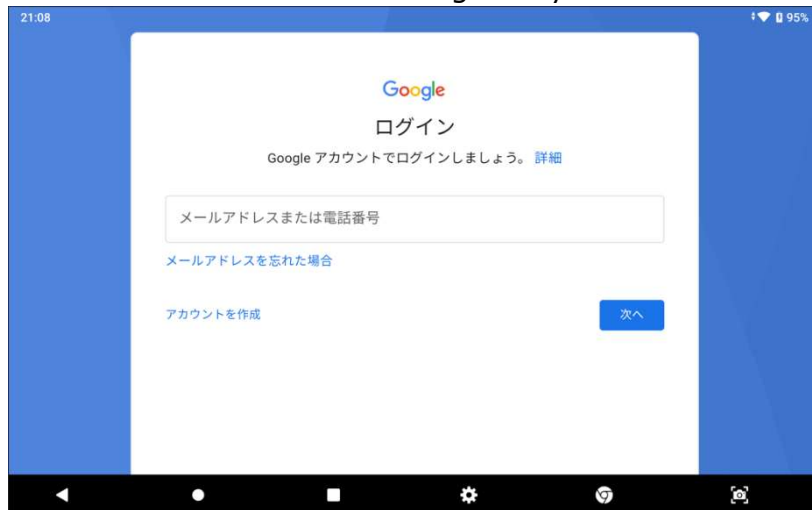 21:08
95%
Google
ログイン
Google アカウントでログインしましょう。 詳細
メールアドレスまたは電話番号
メールアドレスを忘れた場合
アカウントを作成
次へ